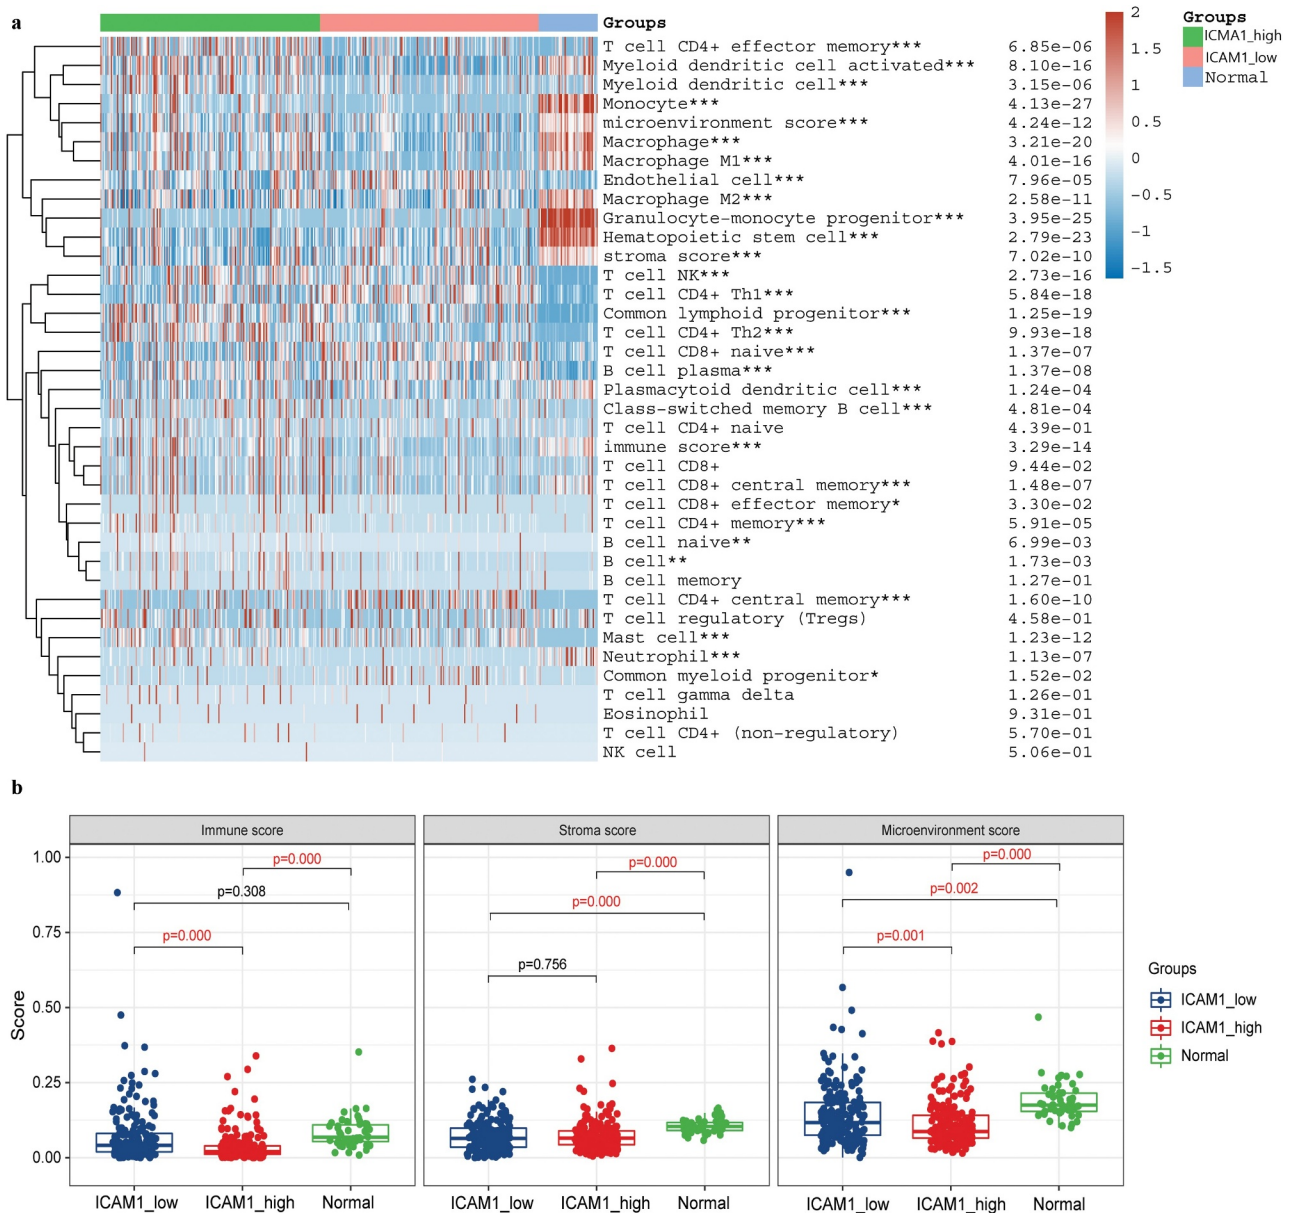 a
Groups
T cell CD4+ effector memory*** 6.85e-06
Myeloid dendritic cell activated*** 8.10e-16
Myeloid dendritic cell*** 3.15e-06
Monocyte*** 4.13e-27
microenvironment score*** 4.24e-12
Macrophage*** 3.21e-20
Macrophage M1*** 4.01e-16
Endothelial cell*** 7.96e-05
Macrophage M2*** 2.58e-11
Granulocyte-monocyte progenitor*** 3.95e-25
Hematopoietic stem cell*** 2.79e-23
stroma score*** 7.02e-10
T cell NK*** 2.73e-16
T cell CD4+ Th1*** 5.84e-18
Common lymphoid progenitor*** 1.25e-19
T cell CD4+ Th2*** 9.93e-18
T cell CD8+ naive*** 1.37e-07
B cell plasma*** 1.37e-08
Plasmacytoid dendritic cell*** 1.24e-04
Class-switched memory B cell*** 4.81e-04
T cell CD4+ naive 4.39e-01
immune score*** 3.29e-14
T cell CD8+ 9.44e-02
T cell CD8+ central memory*** 1.48e-07
T cell CD8+ effector memory* 3.30e-02
T cell CD4+ memory*** 5.91e-05
B cell naive** 6.99e-03
B cell** 1.73e-03
B cell memory 1.27e-01
T cell CD4+ central memory*** 1.60e-10
T cell regulatory (Tregs) 4.58e-01
Mast cell*** 1.23e-12
Neutrophil*** 1.13e-07
Common myeloid progenitor* 1.52e-02
T cell gamma delta 1.26e-01
Eosinophil 9.31e-01
T cell CD4+ (non-regulatory) 5.70e-01
NK cell 5.06e-01
2
1.5
1
0.5
0
−0.5
−1
−1.5
Groups
ICMA1_high
ICAM1_low
Normal
b
Immune score
Stroma score
Microenvironment score
Score
1.00
0.75
0.50
0.25
0.00
p=0.000
p=0.308
p=0.000
p=0.000
p=0.000
p=0.756
p=0.000
p=0.002
p=0.001
ICAM1_low ICAM1_high Normal
ICAM1_low ICAM1_high Normal
ICAM1_low ICAM1_high Normal
Groups
ICAM1_low
ICAM1_high
Normal